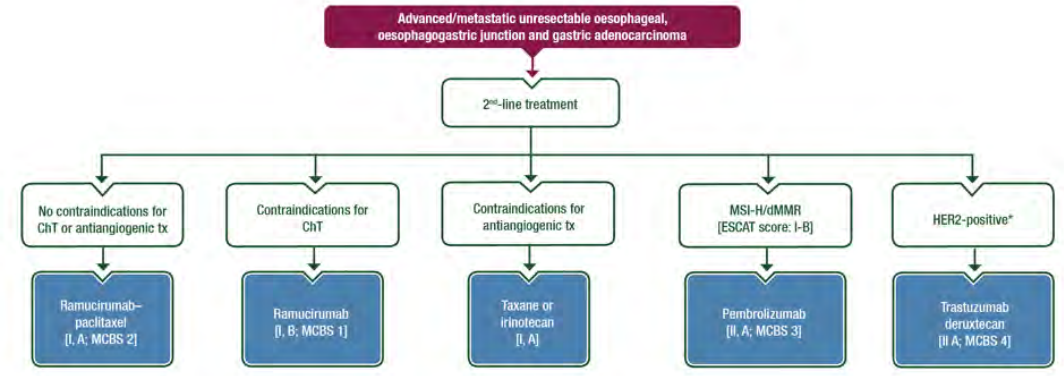 Advanced/metastatic unresectable oesophageal,
oesophagogastric junction and gastric adenocarcinoma
2nd-line treatment
No contraindications for
ChT or antiangiogenic tx
Contraindications for
ChT
Contraindications for
antiangiogenic tx
MSI-H/dMMR
[ESCAT score: I-B]
HER2-positive*
Ramucirumab–
paclitaxel
[I, A; MCBS 2]
Ramucirumab
[I, B; MCBS 1]
Taxane or
irinotecan
[I, A]
Pembrolizumab
[II, A; MCBS 3]
Trastuzumab
deruxtecan
[II A; MCBS 4]